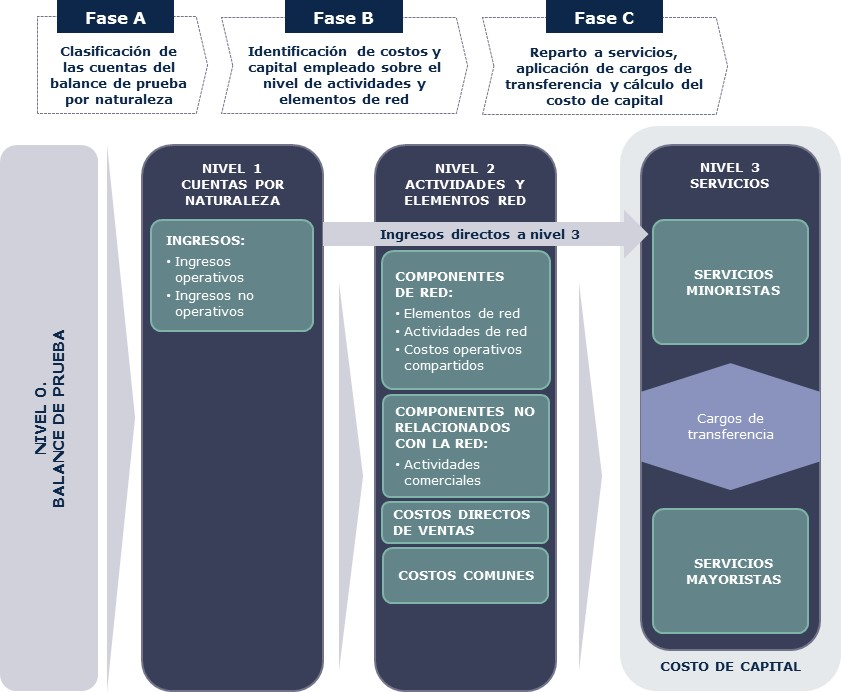 Fase A
Clasificación de
las cuentas del
balance de prueba
por naturaleza
Fase B
Identificación de costos y
capital empleado sobre el
nivel de actividades y
elementos de red
Fase C
Reparto a servicios,
aplicación de cargos de
transferencia y cálculo del
costo de capital
NIVEL 0.
BALANCE DE PRUEBA
NIVEL 1
CUENTAS POR
NATURALEZA
INGRESOS:
• Ingresos
operativos
• Ingresos no
operativos
Ingresos directos a nivel 3
NIVEL 2
ACTIVIDADES Y
ELEMENTOS RED
COMPONENTES
DE RED:
• Elementos de red
• Actividades de red
• Costos operativos
compartidos
COMPONENTES NO
RELACIONADOS
CON LA RED:
• Actividades
comerciales
COSTOS DIRECTOS
DE VENTAS
COSTOS COMUNES
NIVEL 3
SERVICIOS
SERVICIOS
MINORISTAS
Cargos de
transferencia
SERVICIOS
MAYORISTAS
COSTO DE CAPITAL